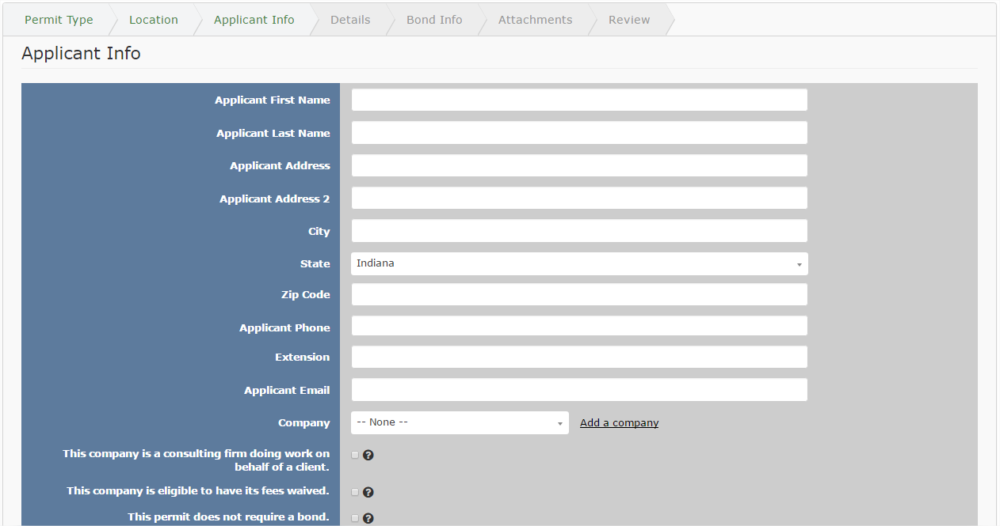 Permit Type Location Applicant Info Details Bond Info Attachments Review
Applicant Info
Applicant First Name
Applicant Last Name
Applicant Address
Applicant Address 2
City
State Indiana
Zip Code
Applicant Phone
Extension
Applicant Email
Company -- None -- Add a company
This company is a consulting firm doing work on
behalf of a client. ?
This company is eligible to have its fees waived. ?
This permit does not require a bond. ?